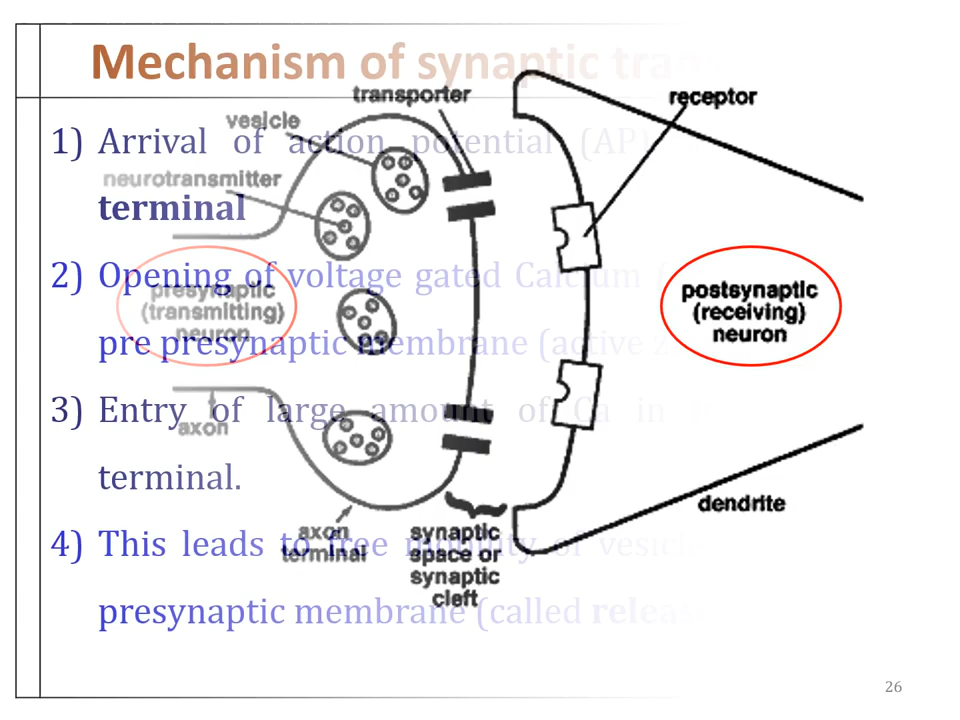 Mechanism of synaptic tra
transporter
receptor
vesicle
1) Arrival of action potential (AP)
neurotransmitter
terminal
2) Opening of voltage gated Calcium
presynaptic
(transmitting)
neuron
postsynaptic
(receiving)
neuron
pre presynaptic membrane (active
3) Entry of large amount of Ca in
axon
terminal.
dendrite
4) This leads to free mobility of
axon
terminal
synaptic
space or
synaptic
cleft
presynaptic membrane (called release
26